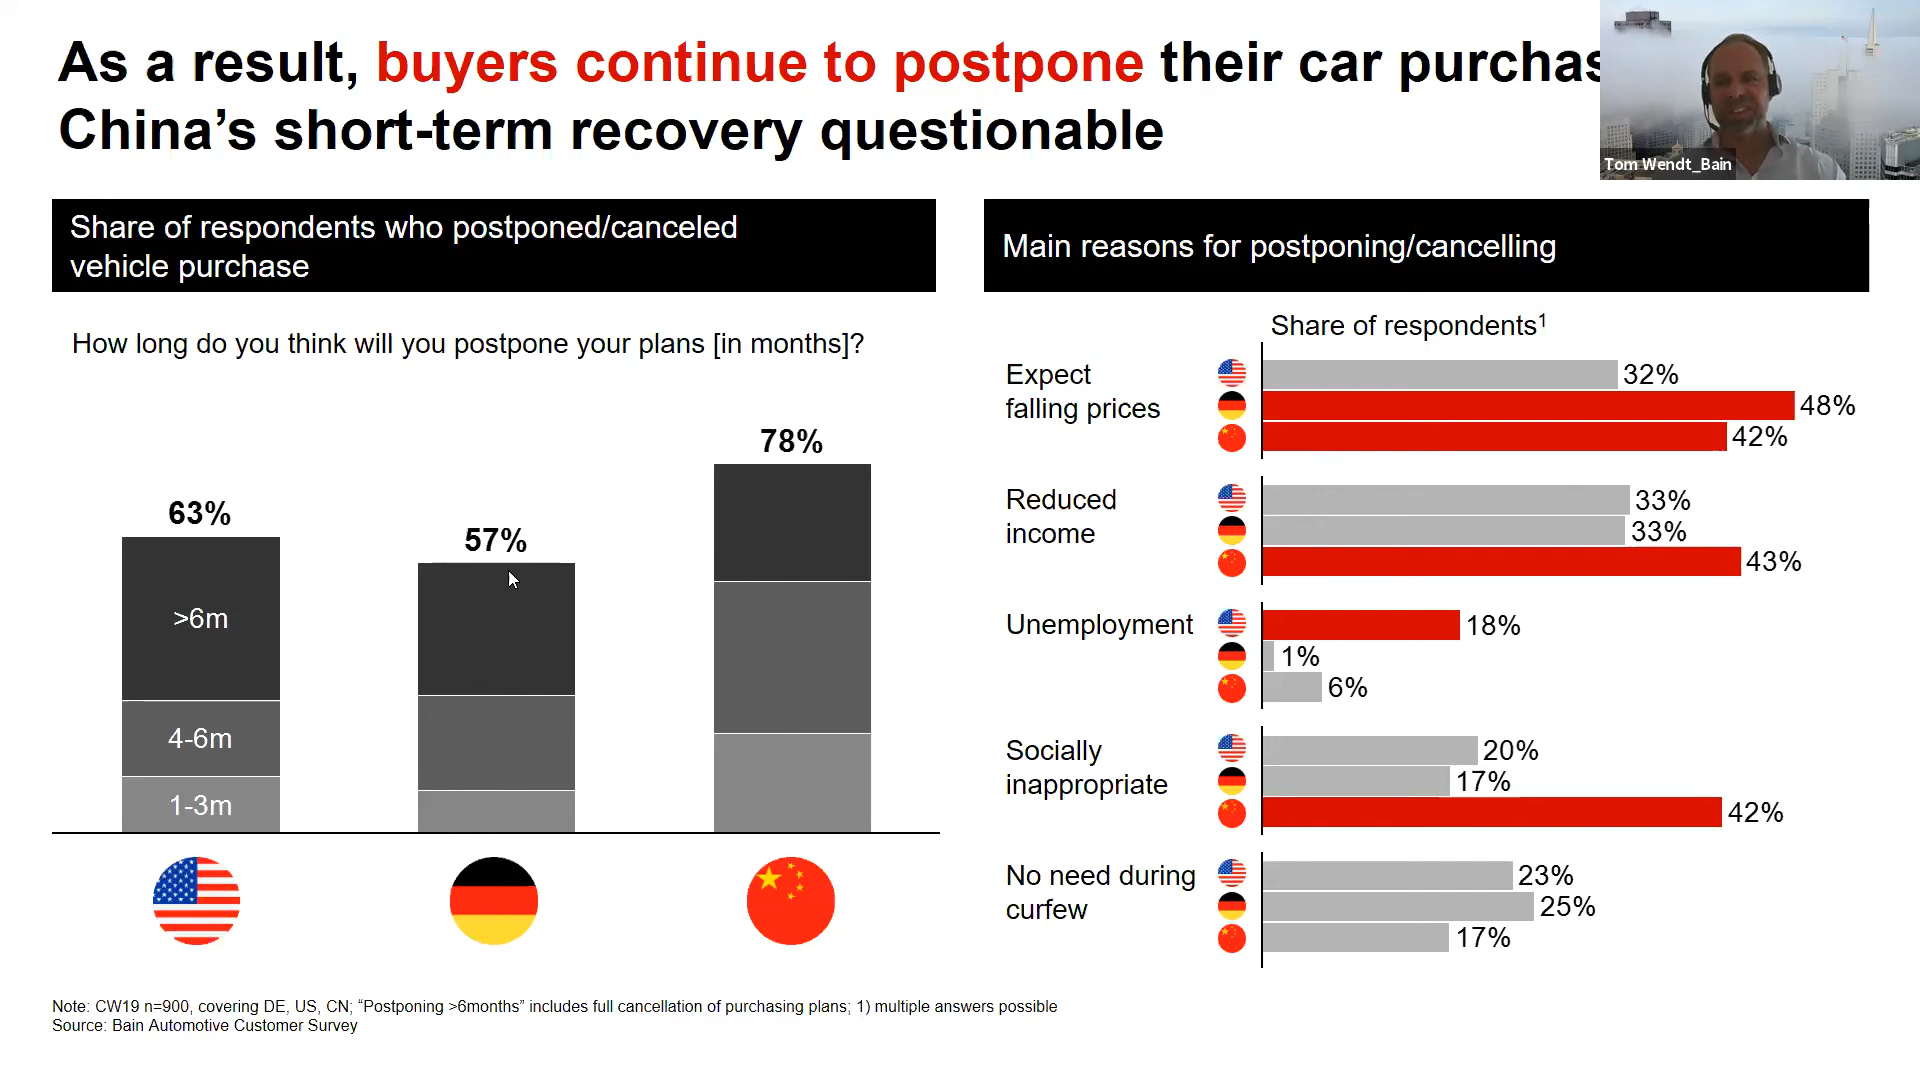 As a result, buyers continue to postpone their car purchas
China’s short-term recovery questionable
Tom Wendt_Bain
Share of respondents who postponed/canceled
vehicle purchase
How long do you think will you postpone your plans [in months]?
63%
57%
78%
>6m
4-6m
1-3m
Main reasons for postponing/cancelling
Share of respondents1
Expect
falling prices
32%
48%
42%
Reduced
income
33%
33%
43%
Unemployment
18%
1%
6%
Socially
inappropriate
20%
17%
42%
No need during
curfew
23%
25%
17%
Note: CW19 n=900, covering DE, US, CN; “Postponing >6months” includes full cancellation of purchasing plans; 1) multiple answers possible
Source: Bain Automotive Customer Survey